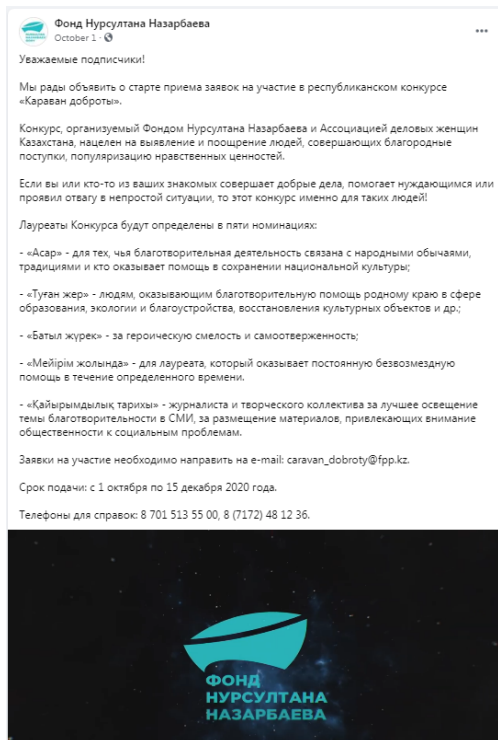 Фонд Нурсултана Назарбаева
October 1 ·
Уважаемые подписчики!
Мы рады объявить о старте приема заявок на участие в республиканском конкурсе
«Караван доброты».
Конкурс, организуемый Фондом Нурсултана Назарбаева и Ассоциацией деловых женщин
Казахстана, нацелен на выявление и поощрение людей, совершающих благородные
поступки, популяризацию нравственных ценностей.
Если вы или кто-то из ваших знакомых совершает добрые дела, помогает нуждающимся или
проявил отвагу в непростой ситуации, то этот конкурс именно для таких людей!
Лауреаты Конкурса будут определены в пяти номинациях:
- «Асар» - для тех, чья благотворительная деятельность связана с народными обычаями,
традициями и кто оказывает помощь в сохранении национальной культуры;
- «Туған жер» - людям, оказывающим благотворительную помощь родному краю в сфере
образования, экологии и благоустройства, восстановления культурных объектов и др.;
- «Батыл жүрек» - за героическую смелость и самоотверженность;
- «Мейірім жолында» - для лауреата, который оказывает постоянную безвозмездную
помощь в течение определенного времени.
- «Қайырымдылық тарихы» - журналиста и творческого коллектива за лучшее освещение
темы благотворительности в СМИ, за размещение материалов, привлекающих внимание
общественности к социальным проблемам.
Заявки на участие необходимо направить на e-mail: caravan_dobroty@fpp.kz.
Срок подачи: с 1 октября по 15 декабря 2020 года.
Телефоны для справок: 8 701 513 55 00, 8 (7172) 48 12 36.
ФОНД
НУРСУЛТАНА
НАЗАРБАЕВА